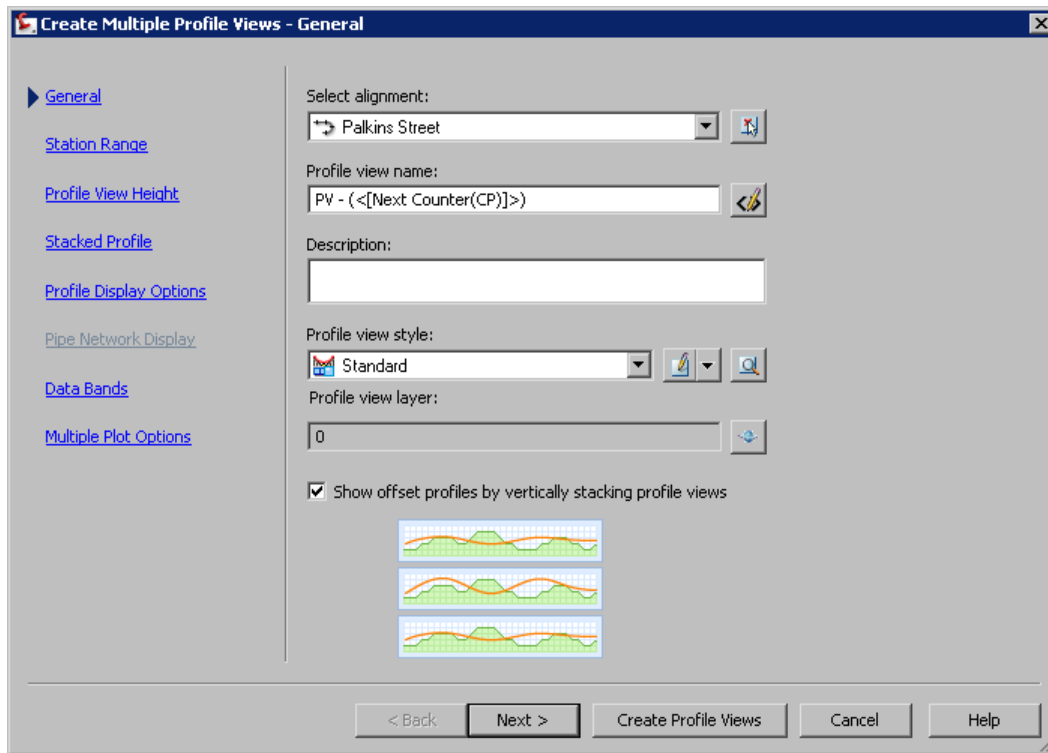 Create Multiple Profile Views - General
General
Station Range
Profile View Height
Stacked Profile
Profile Display Options
Pipe Network Display
Data Bands
Multiple Plot Options
Select alignment:
Palkins Street
Profile view name:
PV - (<[Next Counter(CP)]>)
Description:
Profile view style:
Standard
Profile view layer:
0
Show offset profiles by vertically stacking profile views
< Back Next > Create Profile Views Cancel Help